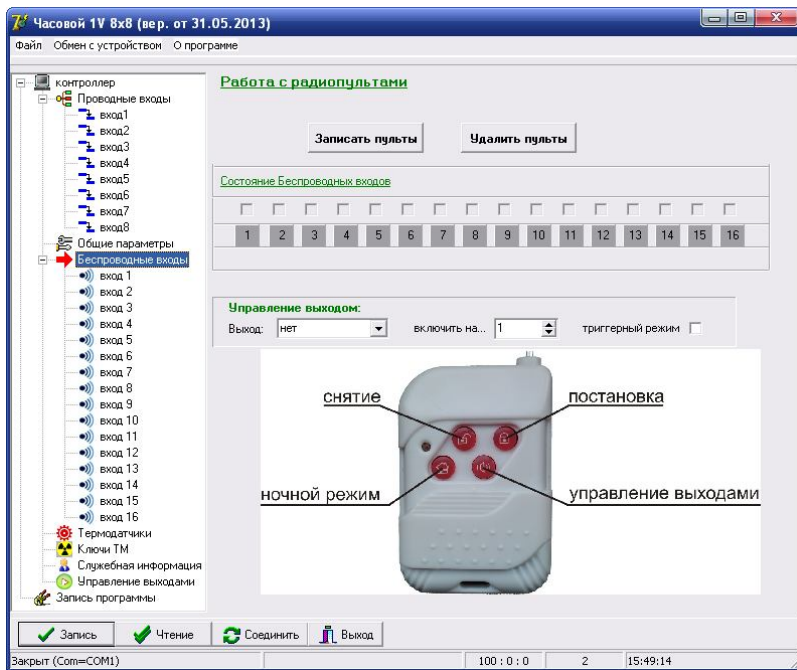 Часовой 1V 8x8 (вер. от 31.05.2013)
Файл Обмен с устройством О программе
контроллер
Проводные входы
вход1
вход2
вход3
вход4
вход5
вход6
вход7
вход8
Общие параметры
Беспроводные входы
вход 1
вход 2
вход 3
вход 4
вход 5
вход 6
вход 7
вход 8
вход 9
вход 10
вход 11
вход 12
вход 13
вход 14
вход 15
вход 16
Термодатчики
Ключи ТМ
Служебная информация
Управление выходами
Запись программы
Работа с радиопультами
Записать пульты Удалить пульты
Состояние Беспроводных входов
1 2 3 4 5 6 7 8 9 10 11 12 13 14 15 16
Управление выходом:
Выход: нет включить на... 1 триггерный режим
снятие постановка
ночной режим управление выходами
Запись Чтение Соединить Выход
Закрыт (Com=COM1) 100 : 0 : 0 2 15:49:14